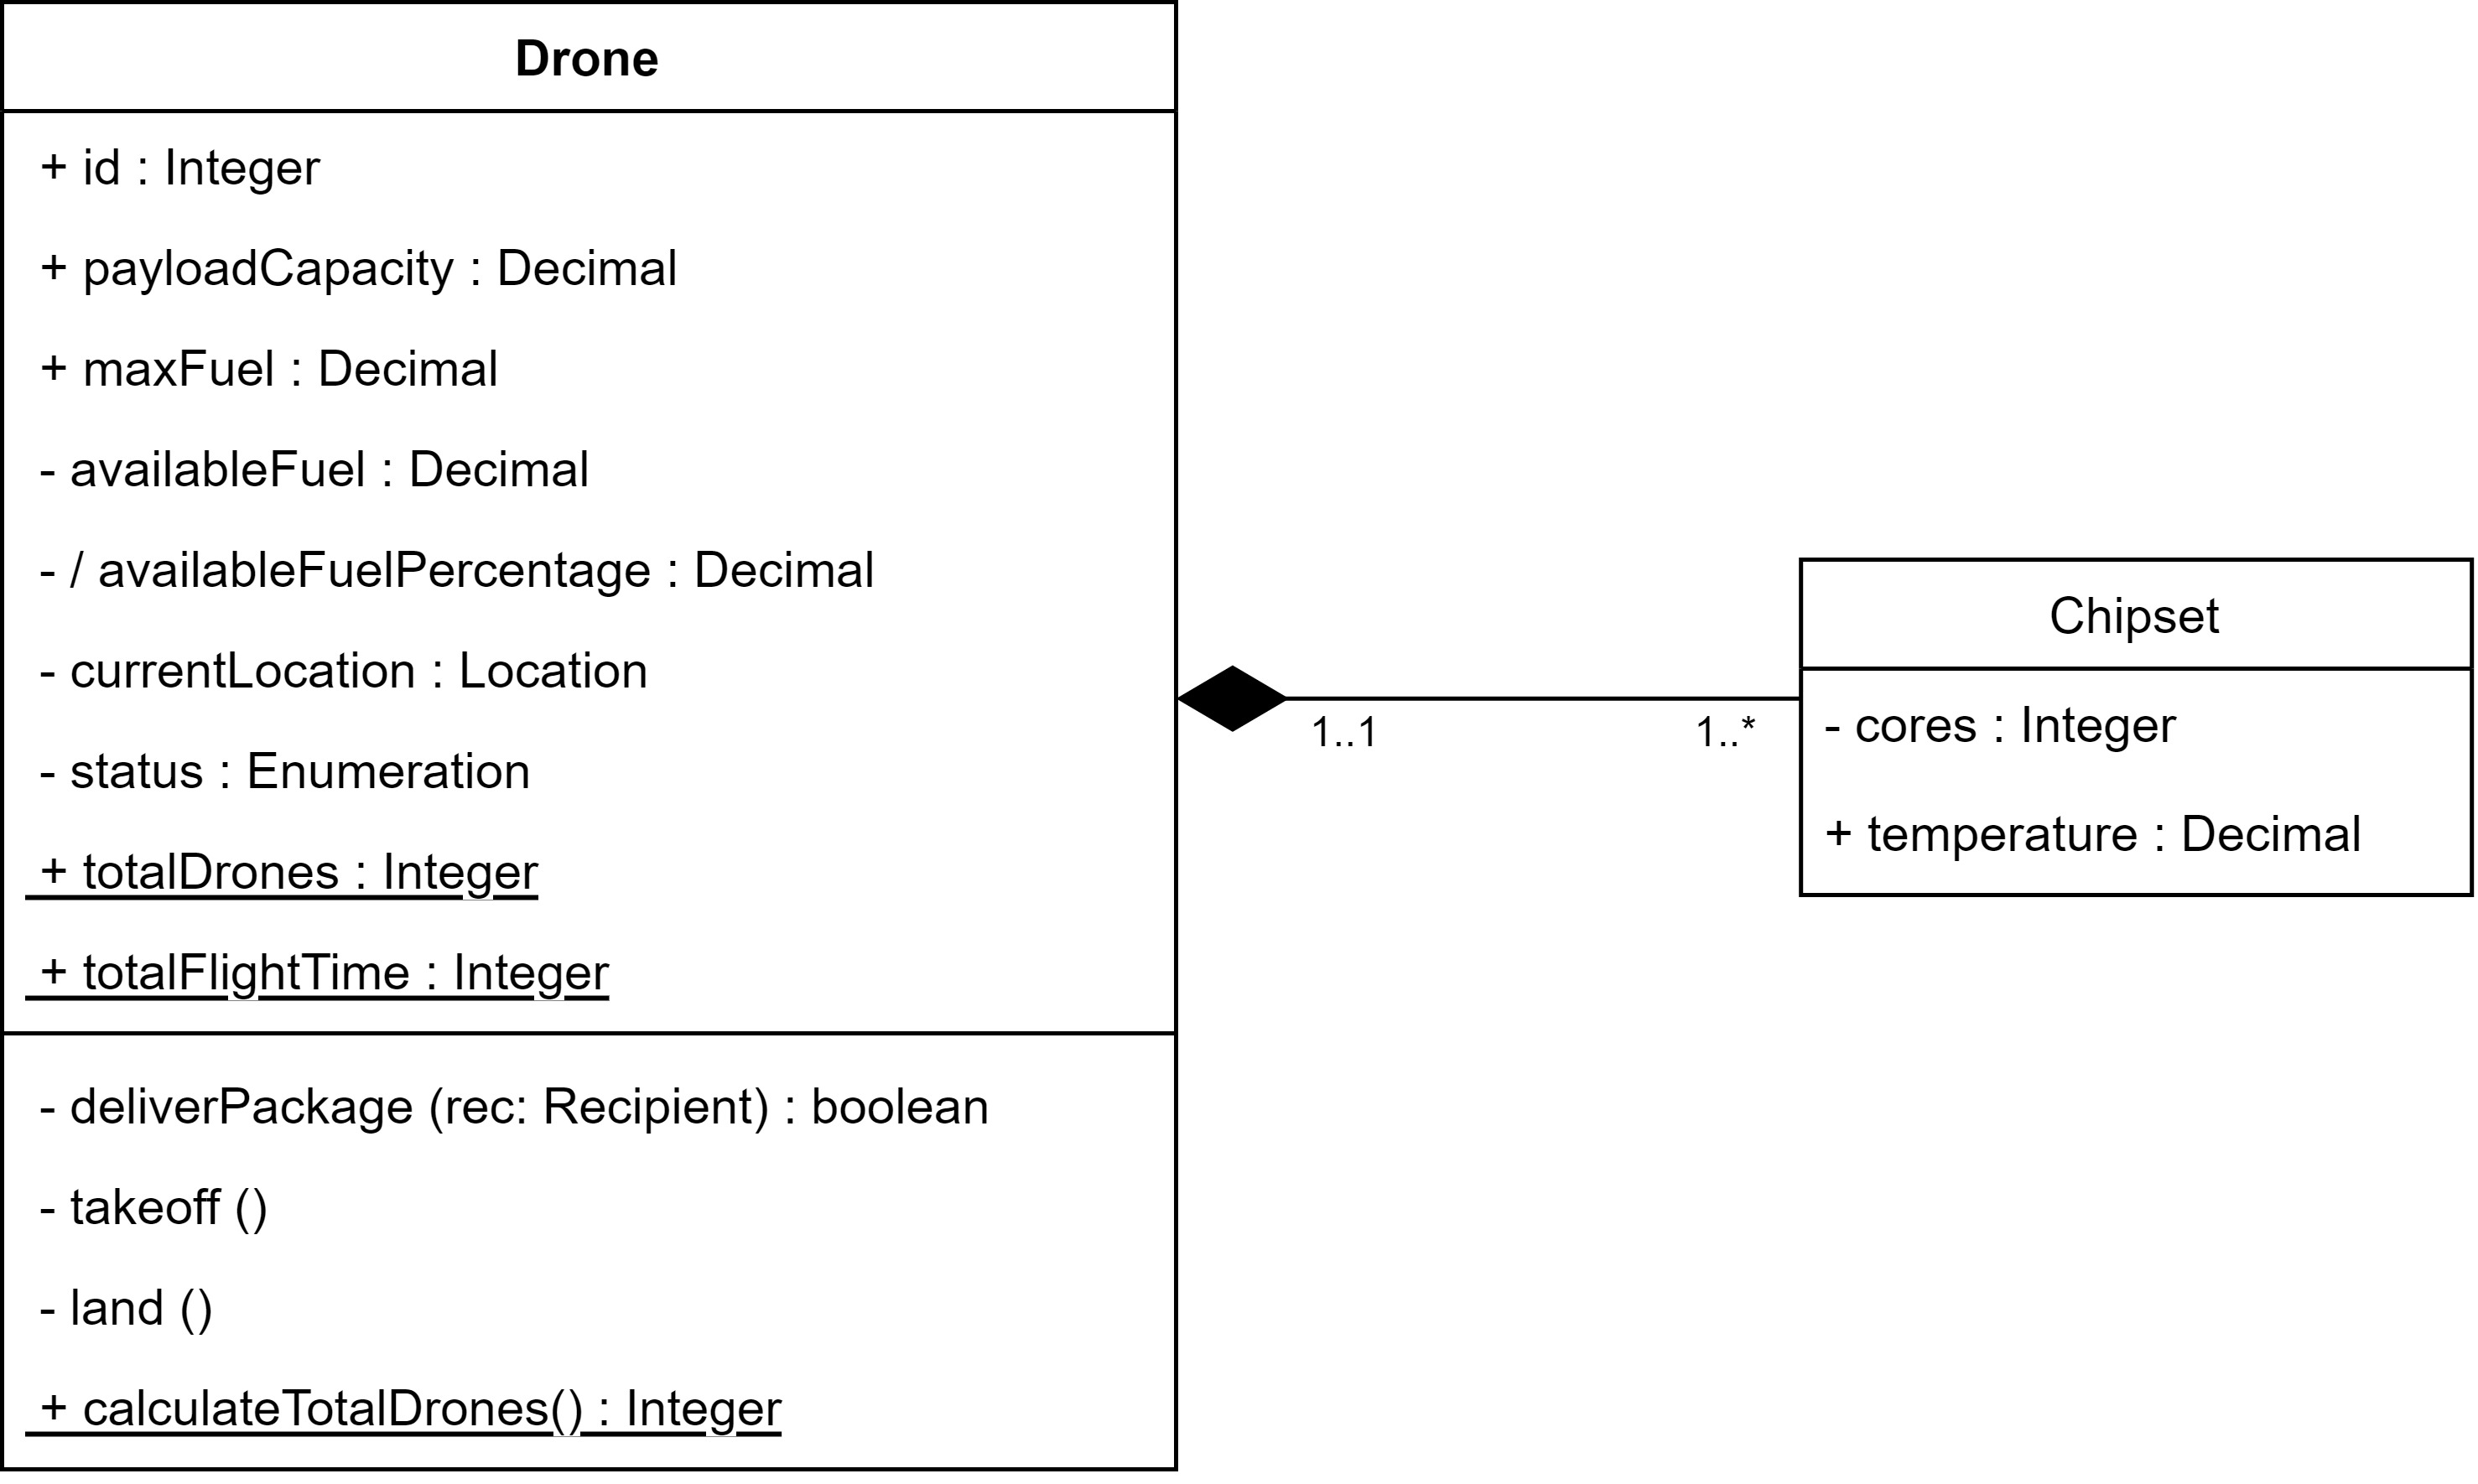 Drone
+ id : Integer
+ payloadCapacity : Decimal
+ maxFuel : Decimal
- availableFuel : Decimal
- / availableFuelPercentage : Decimal
- currentLocation : Location
- status : Enumeration
+ totalDrones : Integer
+ totalFlightTime : Integer
- deliverPackage (rec: Recipient) : boolean
- takeoff ()
- land ()
+ calculateTotalDrones() : Integer
1..1
1..*
Chipset
- cores : Integer
+ temperature : Decimal